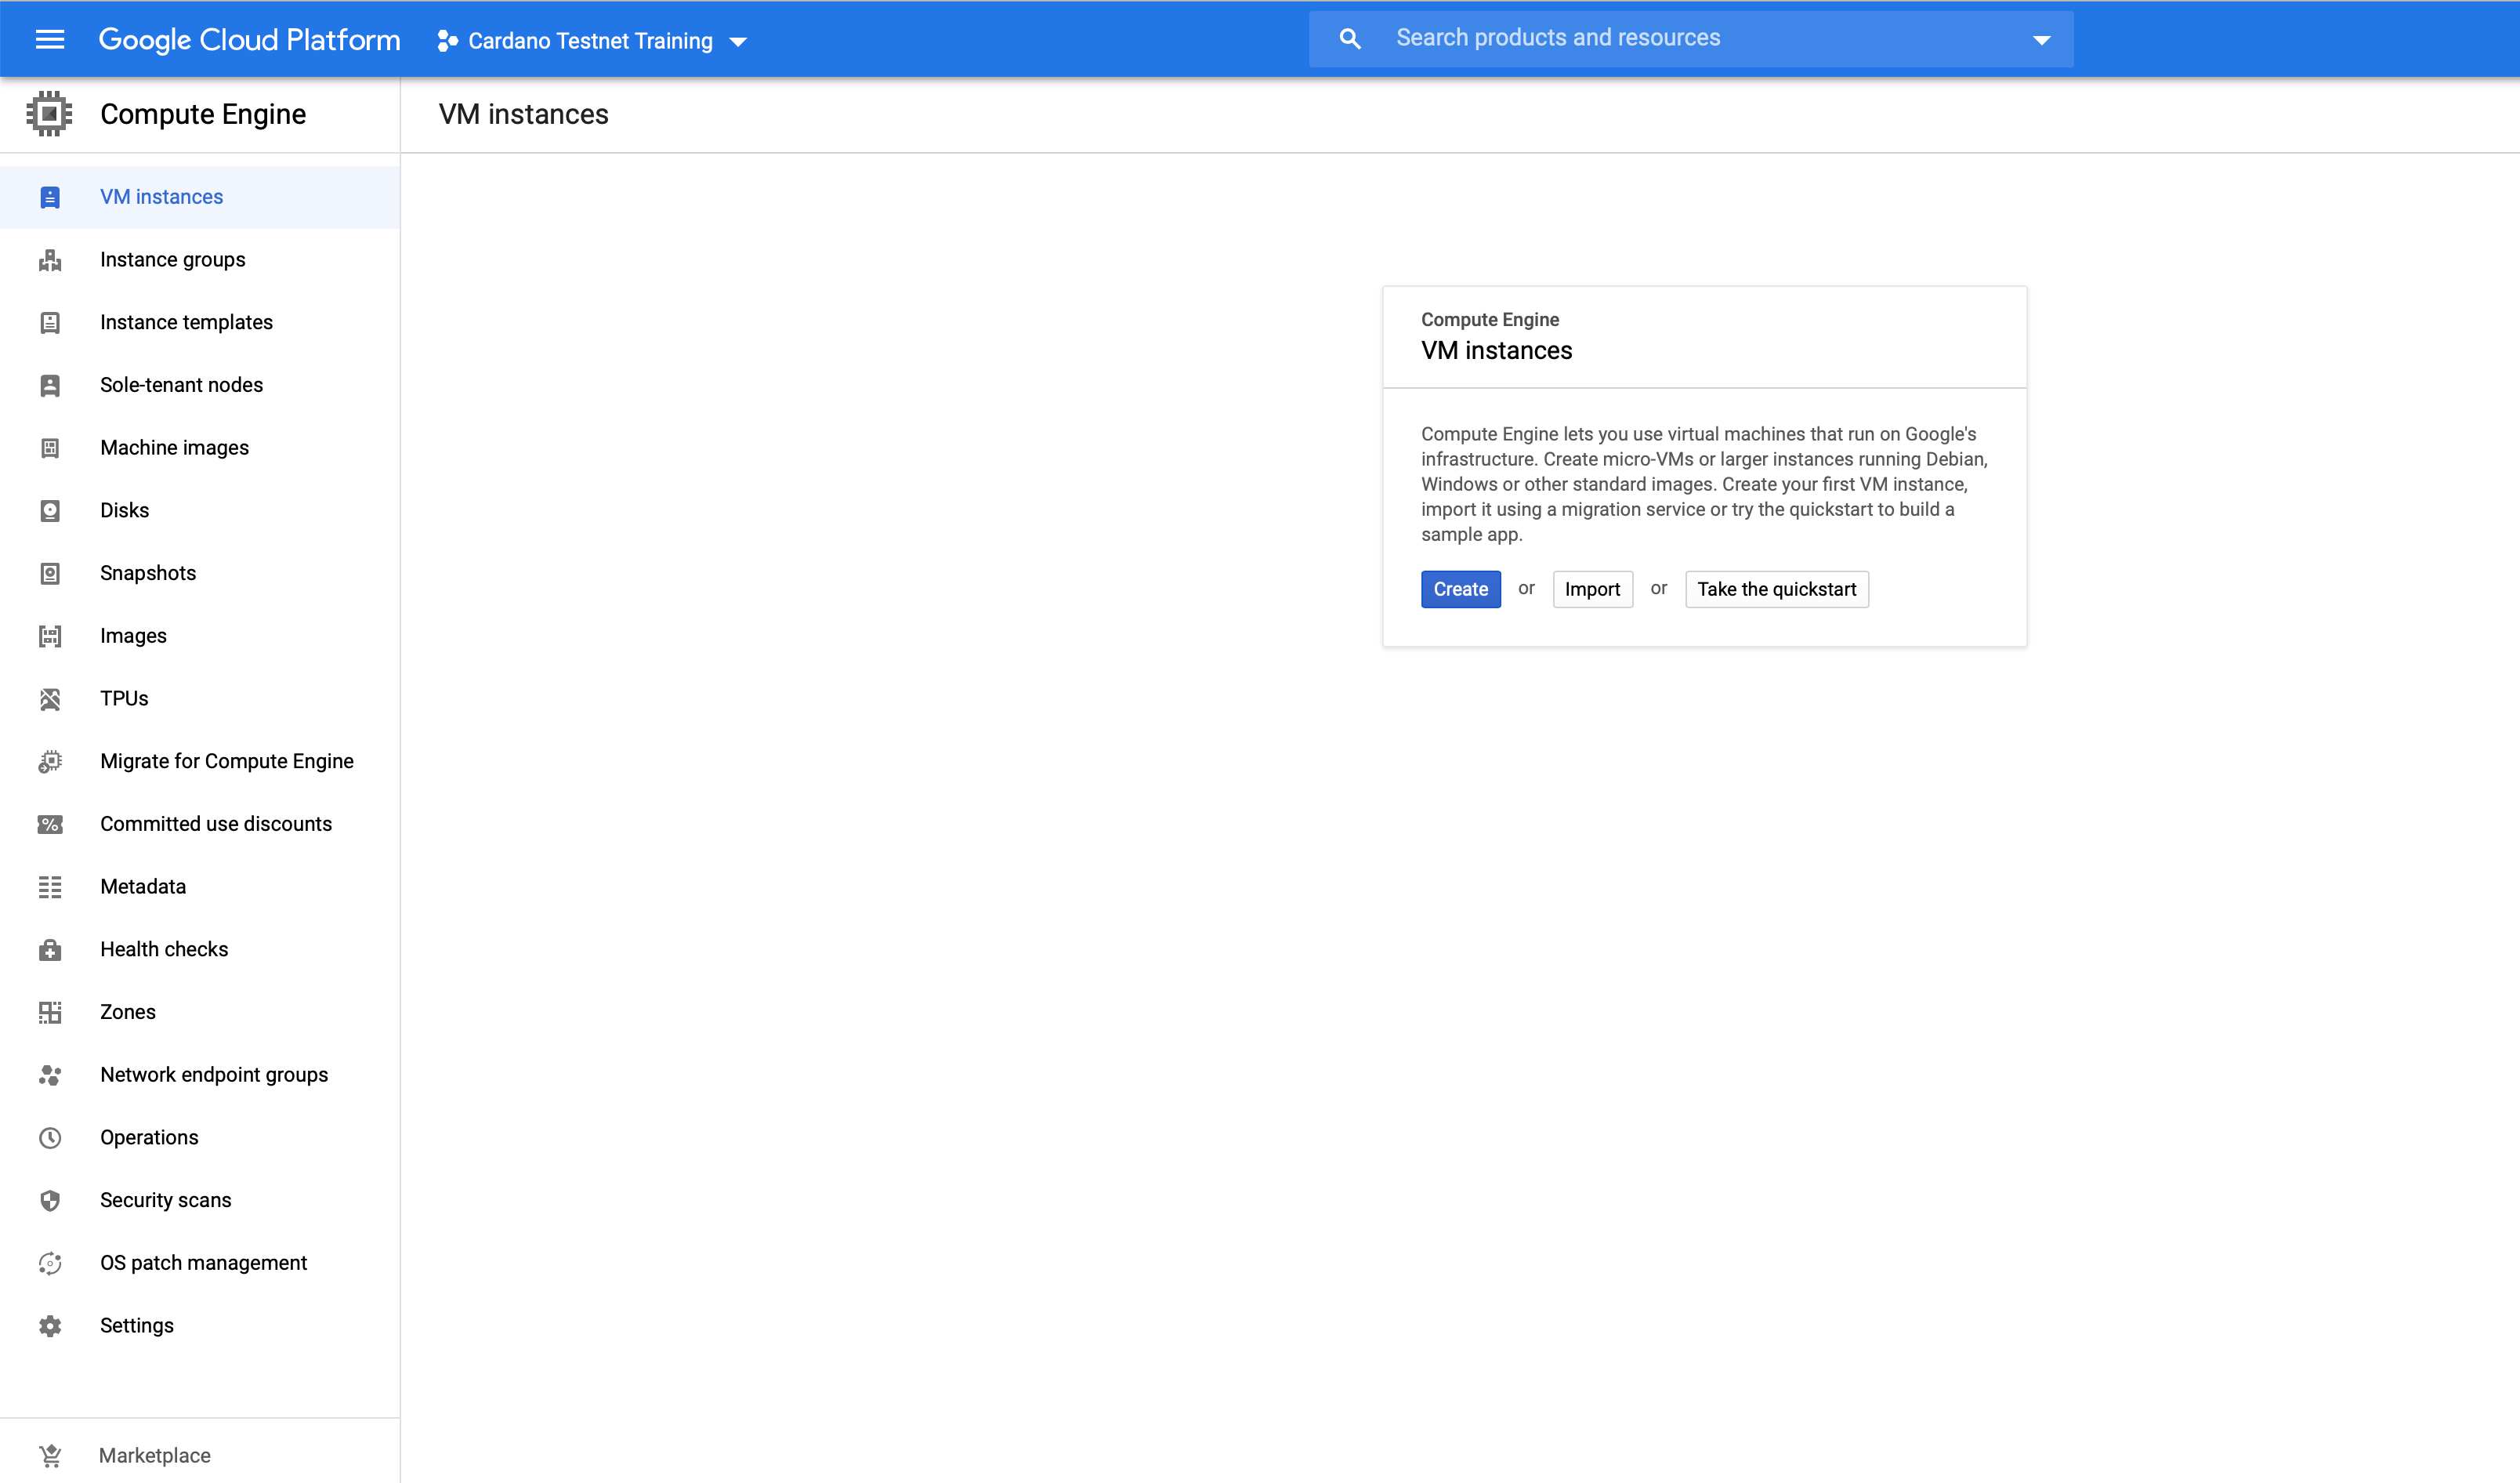 Google Cloud Platform
Cardano Testnet Training
Search products and resources
Compute Engine
VM instances
VM instances
Instance groups
Instance templates
Sole-tenant nodes
Machine images
Disks
Snapshots
Images
TPUs
Migrate for Compute Engine
Committed use discounts
Metadata
Health checks
Zones
Network endpoint groups
Operations
Security scans
OS patch management
Settings
Marketplace
Compute Engine
VM instances
Compute Engine lets you use virtual machines that run on Google's
infrastructure. Create micro-VMs or larger instances running Debian,
Windows or other standard images. Create your first VM instance,
import it using a migration service or try the quickstart to build a
sample app.
Create or Import or Take the quickstart